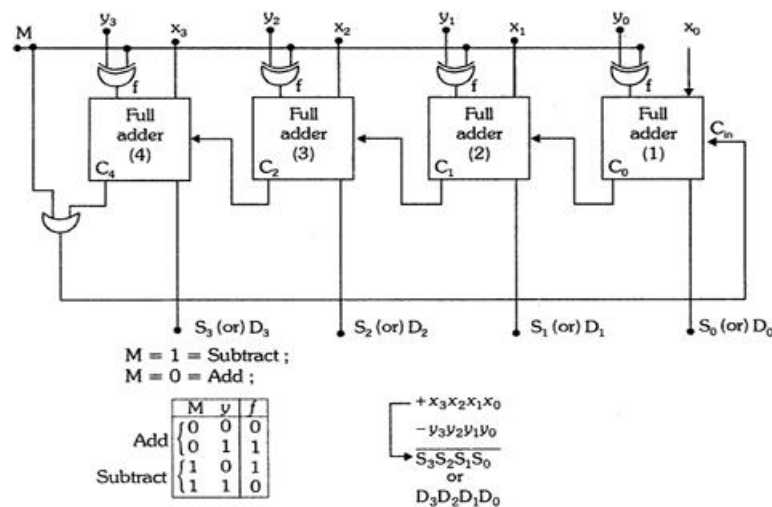 M y₃ x₃ y₂ x₂ y₁ x₁ y₀ x₀
f f f f
Full adder (4) Full adder (3) Full adder (2) Full adder (1) Cᵢₙ
C₄ C₂ C₁ C₀
S₃ (or) D₃ S₂ (or) D₂ S₁ (or) D₁ S₀ (or) D₀
M = 1 = Subtract ;
M = 0 = Add ;
M y f
Add { 0 0 0
0 1 1
Subtract { 1 0 1
1 1 0
+ x₃x₂x₁x₀
− y₃y₂y₁y₀
S₃S₂S₁S₀
or
D₃D₂D₁D₀